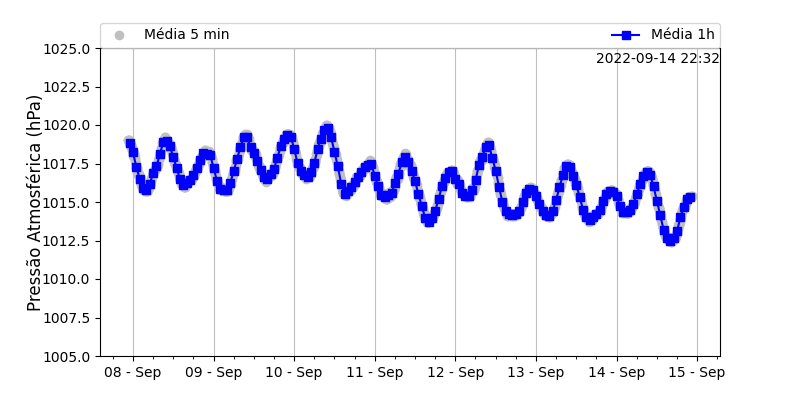 Média 5 min
Média 1h
2022-09-14 22:32
Pressão Atmosférica (hPa)
1025.0
1022.5
1020.0
1017.5
1015.0
1012.5
1010.0
1007.5
1005.0
08 - Sep
09 - Sep
10 - Sep
11 - Sep
12 - Sep
13 - Sep
14 - Sep
15 - Sep